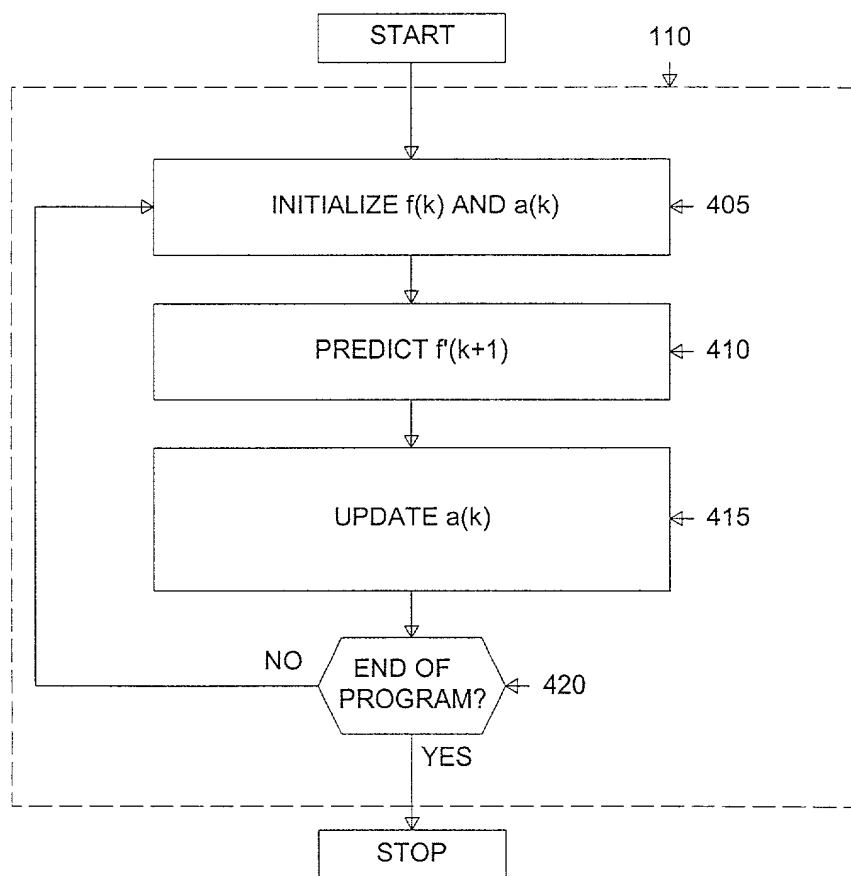 START
110
INITIALIZE f(k) AND a(k)
405
PREDICT f'(k+1)
410
UPDATE a(k)
415
NO
END OF
PROGRAM?
420
YES
STOP